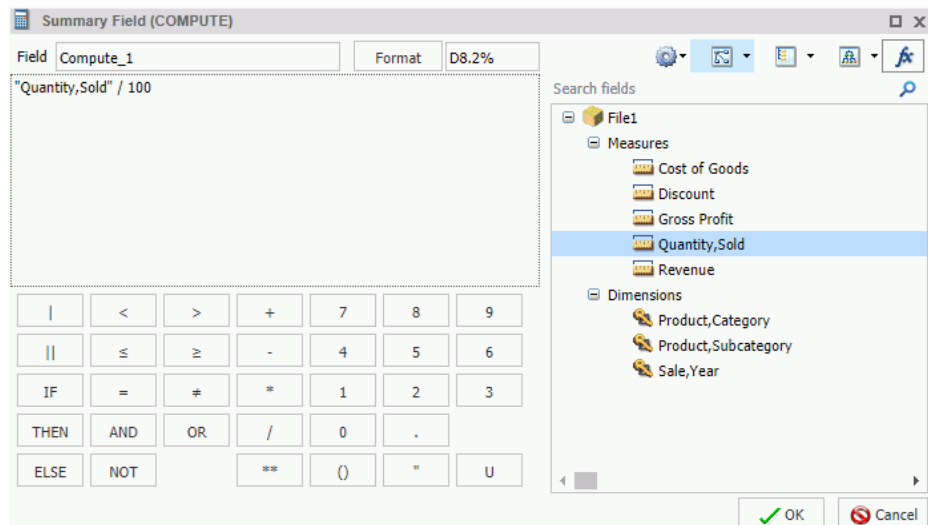 Summary Field (COMPUTE)
Field Compute_1 Format D8.2% fx
"Quantity,Sold" / 100
Search fields
File1
Measures
Cost of Goods
Discount
Gross Profit
Quantity,Sold
Revenue
Dimensions
Product,Category
Product,Subcategory
Sale,Year
| < > + 7 8 9
|| ≤ ≥ - 4 5 6
IF = ≠ * 1 2 3
THEN AND OR / 0 .
ELSE NOT ** () " U
OK Cancel